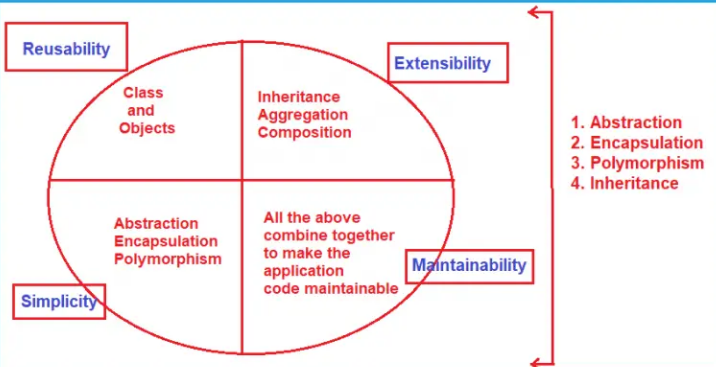 Reusability
Extensibility
Class
and
Objects
Inheritance
Aggregation
Composition
1. Abstraction
2. Encapsulation
3. Polymorphism
4. Inheritance
Abstraction
Encapsulation
Polymorphism
All the above
combine together
to make the
application
code maintainable
Maintainability
Simplicity